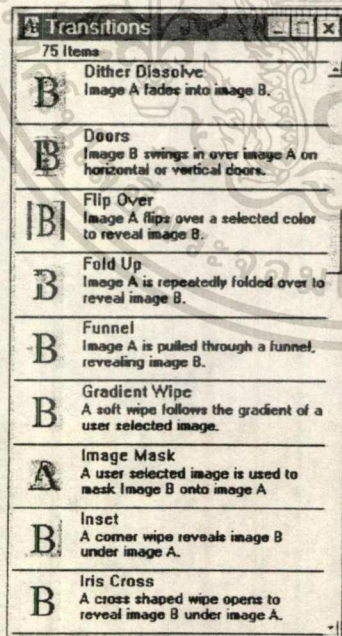 Transitions
75 Items
Dither Dissolve
Image A fades into image B.
Doors
Image B swings in over image A on
horizontal or vertical doors.
Flip Over
Image A flips over a selected color
to reveal image B.
Fold Up
Image A is repeatedly folded over to
reveal image B.
Funnel
Image A is pulled through a funnel,
revealing image B.
Gradient Wipe
A soft wipe follows the gradient of a
user selected image.
Image Mask
A user selected image is used to
mask Image B onto image A
Inset
A corner wipe reveals image B
under image A.
Iris Cross
A cross shaped wipe opens to
reveal image B under image A.